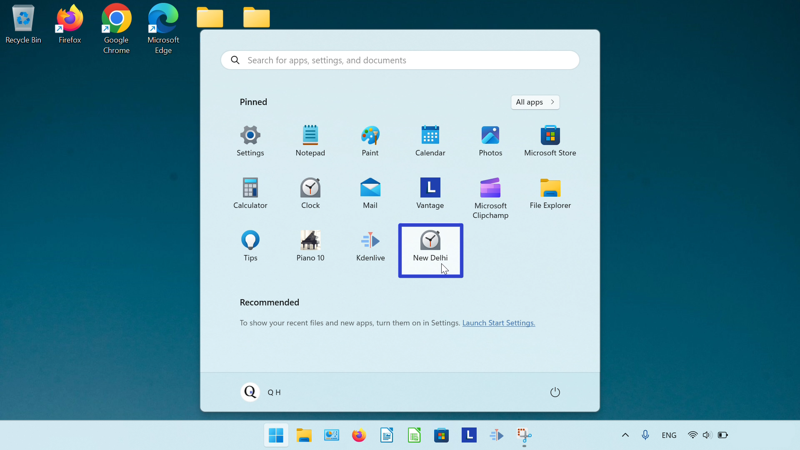 Recycle Bin
Firefox
Google
Chrome
Microsoft
Edge
Search for apps, settings, and documents
Pinned
All apps
Settings
Notepad
Paint
Calendar
Photos
Microsoft Store
Calculator
Clock
Mail
L
Vantage
Microsoft
Clipchamp
File Explorer
Tips
Piano 10
Kdenlive
New Delhi
Recommended
To show your recent files and new apps, turn them on in Settings. Launch Start Settings.
Q
Q H
L
ENG